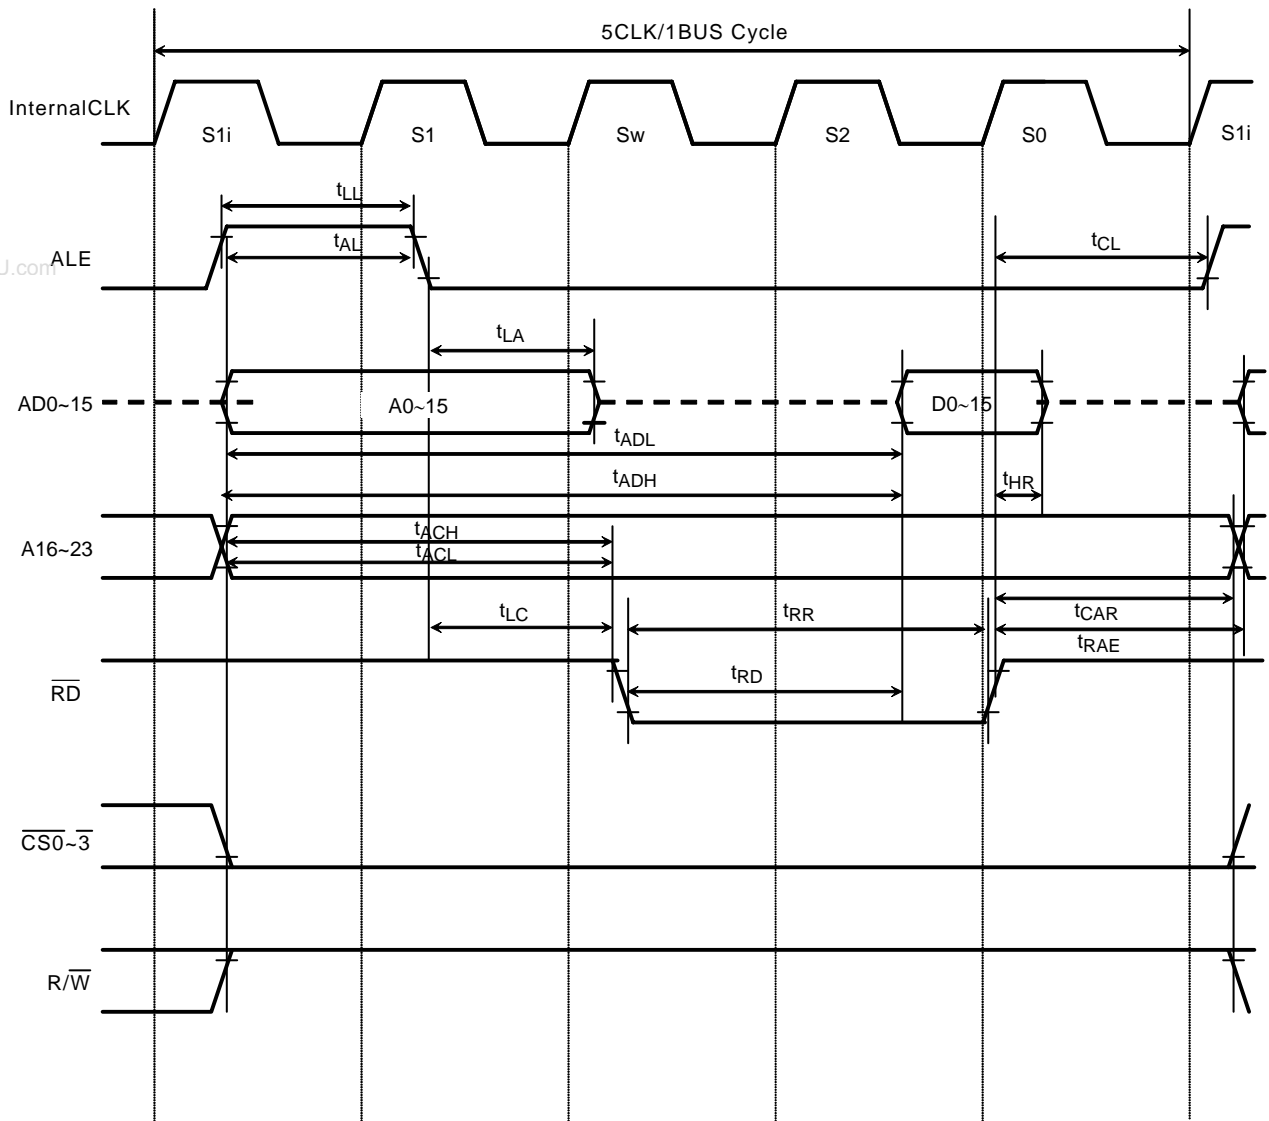 5CLK/1BUS Cycle
InternalCLK
S1i S1 Sw S2 S0 S1i
tLL
ALE
tAL
tCL
U.com
tLA
AD0~15
A0~15
D0~15
tADL
tADH
tHR
A16~23
tACH
tACL
tLC
tRR
tCAR
tRAE
RD
tRD
CS0~3
R/W